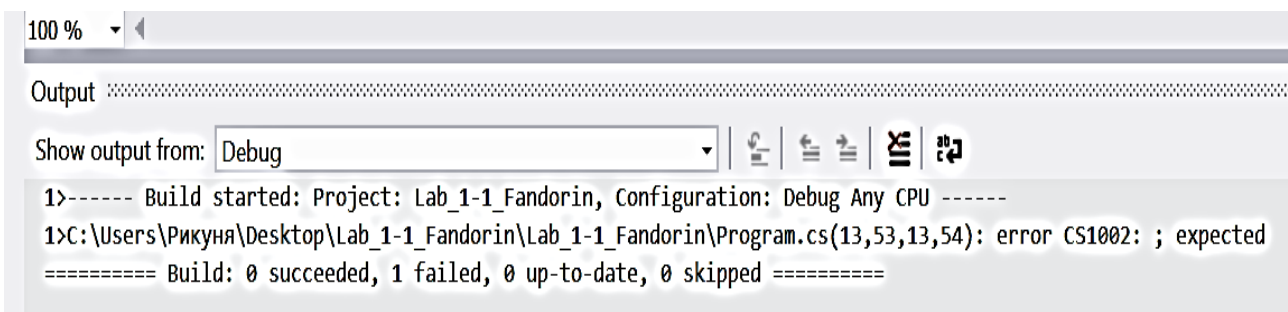 100 %
Output
Show output from: Debug
1>------ Build started: Project: Lab_1-1_Fandorin, Configuration: Debug Any CPU ------
1>C:\Users\Рикуня\Desktop\Lab_1-1_Fandorin\Lab_1-1_Fandorin\Program.cs(13,53,13,54): error CS1002: ; expected
========== Build: 0 succeeded, 1 failed, 0 up-to-date, 0 skipped ==========